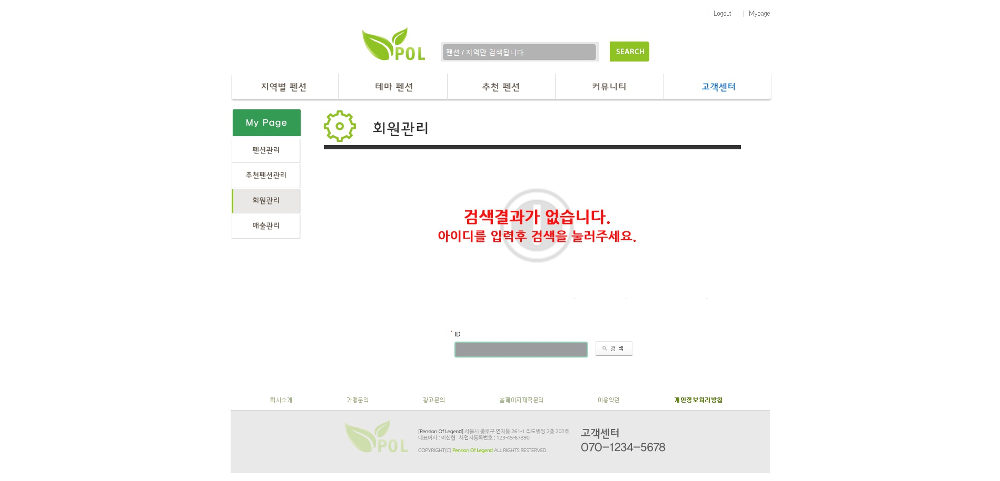 Logout Mypage
POL
펜션 / 지역만 검색됩니다. SEARCH
지역별 펜션 테마 펜션 추천 펜션 커뮤니티 고객센터
My Page
펜션관리
추천펜션관리
회원관리
매출관리
회원관리
검색결과가 없습니다.
아이디를 입력후 검색을 눌러주세요.
- - -
* ID
검 색
회사소개 가맹문의 광고문의 홈페이지제작문의 이용약관 개인정보처리방침
POL
[Pension Of Legend] 서울시 종로구 연지동 261-1 리도빌딩 2층 202호
대표이사 : 이신협 사업자등록번호 ; 123-45-67890
COPYRIGHT(C) Pension Of Legend ALL RIGHTS RESTERVED.
고객센터
070-1234-5678